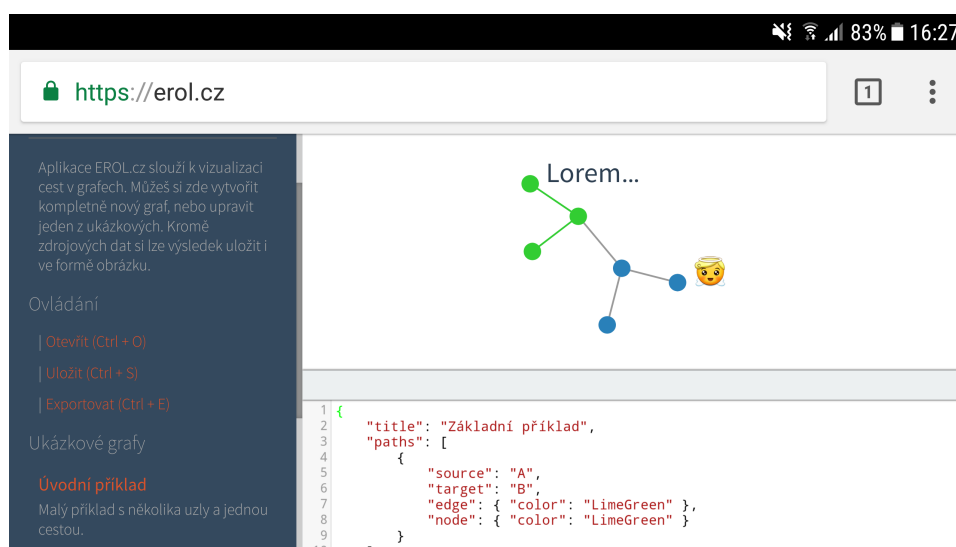 83% 16:27
https://erol.cz
1
Aplikace EROL.cz slouží k vizualizaci
cest v grafech. Můžeš si zde vytvořit
kompletně nový graf, nebo upravit
jeden z ukázkových. Kromě
zdrojových dat si lze výsledek uložit i
ve formě obrázku.
Ovládání
| Otevřít (Ctrl + O)
| Uložit (Ctrl + S)
| Exportovat (Ctrl + E)
Ukázkové grafy
Úvodní příklad
Malý příklad s několika uzly a jednou
cestou.
Lorem...
1 {
2 "title": "Základní příklad",
3 "paths": [
4 {
5 "source": "A",
6 "target": "B",
7 "edge": { "color": "LimeGreen" },
8 "node": { "color": "LimeGreen" }
9 }